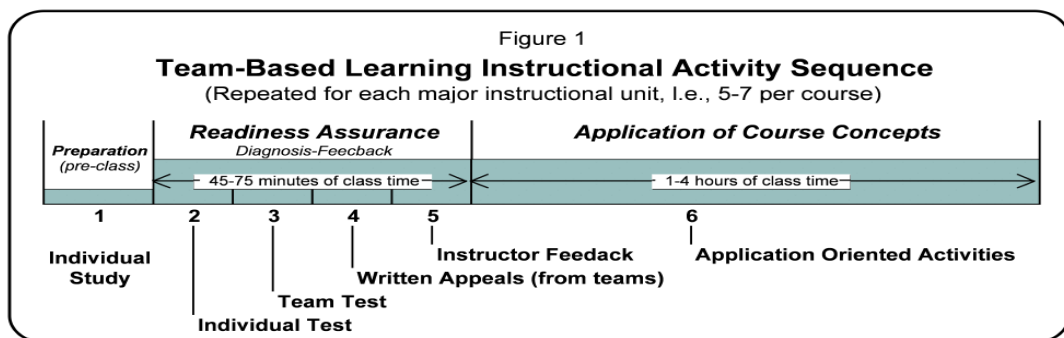 Figure 1
Team-Based Learning Instructional Activity Sequence
(Repeated for each major instructional unit, I.e., 5-7 per course)
Preparation
(pre-class)
Readiness Assurance
Diagnosis-Feecback
Application of Course Concepts
45-75 minutes of class time
1-4 hours of class time
1
2
3
4
5
6
Individual
Study
Instructor Feedack
Application Oriented Activities
Written Appeals (from teams)
Team Test
Individual Test